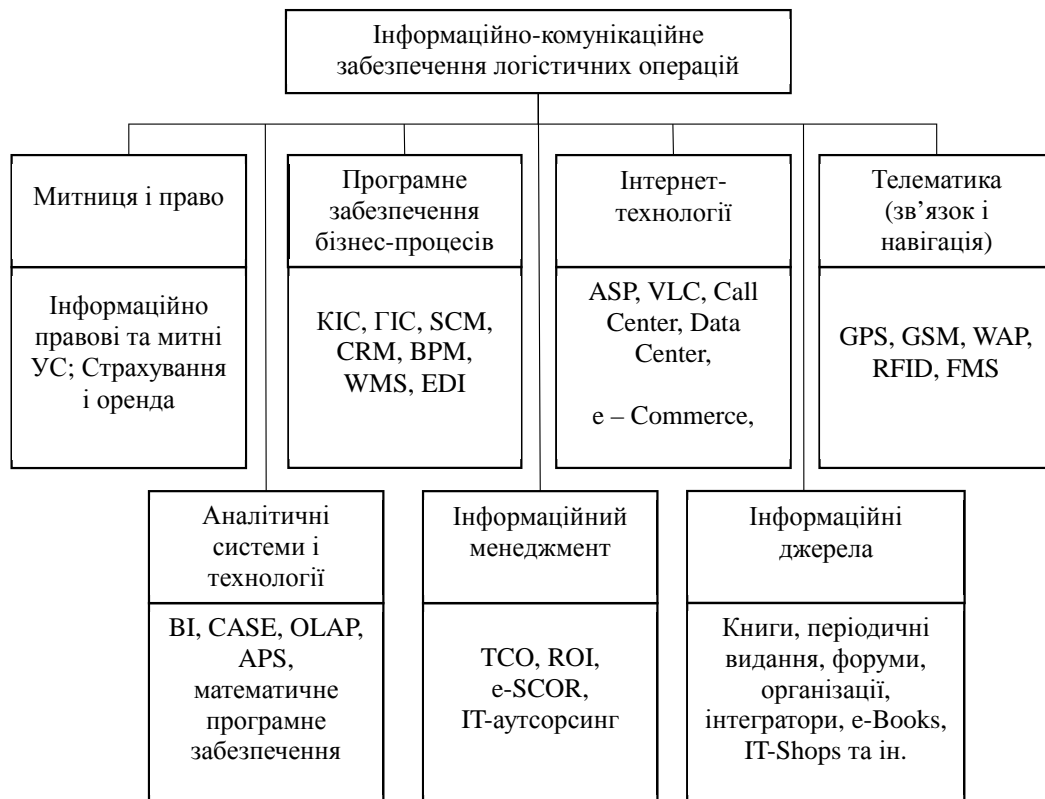 Інформаційно-комунікаційне
забезпечення логістичних операцій
Митниця і право
Інформаційно
правові та митні
УС; Страхування
і оренда
Програмне
забезпечення
бізнес-процесів
КІС, ГІС, SCM,
CRM, BPM,
WMS, EDI
Інтернет-
технології
ASP, VLC, Call
Center, Data
Center,
e – Commerce,
Телематика
(зв’язок і
навігація)
GPS, GSM, WAP,
RFID, FMS
Аналітичні
системи і
технології
BI, CASE, OLAP,
APS,
математичне
програмне
забезпечення
Інформаційний
менеджмент
TCO, ROI,
e-SCOR,
ІТ-аутсорсинг
Інформаційні
джерела
Книги, періодичні
видання, форуми,
організації,
інтегратори, e-Books,
IT-Shops та ін.